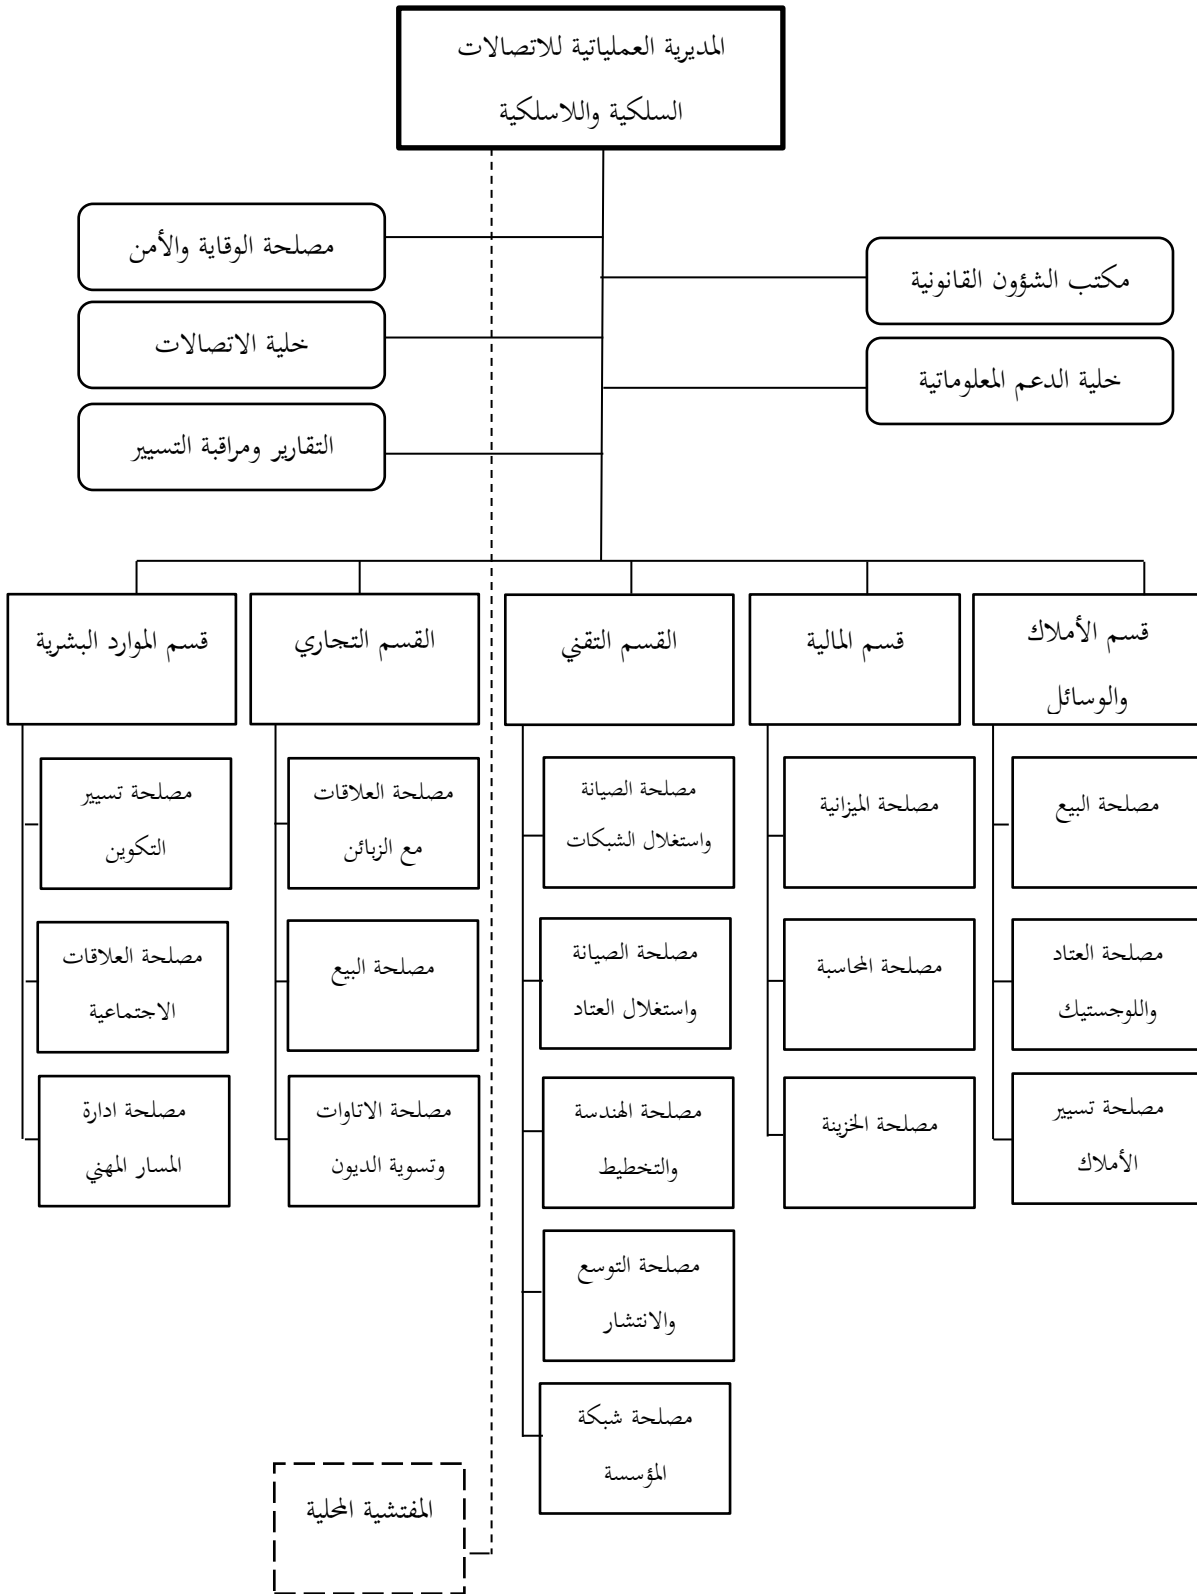 المديرية العملياتية للاتصالات
السلكية واللاسلكية
مصلحة الوقاية والأمن
مكتب الشؤون القانونية
خلية الاتصالات
خلية الدعم المعلوماتية
التقارير ومراقبة التسيير
قسم الأملاك
والوسائل
قسم المالية
القسم التقني
القسم التجاري
قسم الموارد البشرية
مصلحة البيع
مصلحة العتاد
واللوجستيك
مصلحة تسيير
الأملاك
مصلحة الميزانية
مصلحة المحاسبة
مصلحة الخزينة
مصلحة الصيانة
واستغلال الشبكات
مصلحة الصيانة
واستغلال العتاد
مصلحة الهندسة
والتخطيط
مصلحة التوسع
والانتشار
مصلحة شبكة
المؤسسة
مصلحة العلاقات
مع الزبائن
مصلحة البيع
مصلحة الاتاوات
وتسوية الديون
مصلحة تسيير
التكوين
مصلحة العلاقات
الاجتماعية
مصلحة ادارة
المسار المهني
المفتشية المحلية